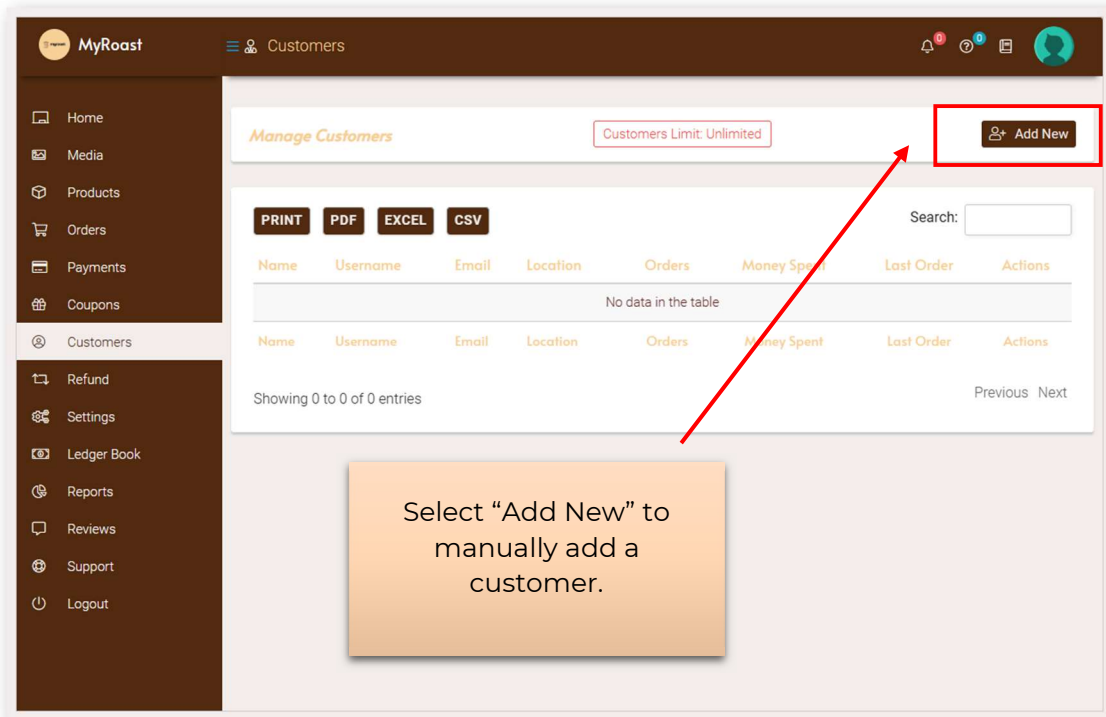 MyRoast
Customers
0
0
Home
Media
Products
Orders
Payments
Coupons
Customers
Refund
Settings
Ledger Book
Reports
Reviews
Support
Logout
Manage Customers
Customers Limit: Unlimited
Add New
PRINT PDF EXCEL CSV
Search:
Name Username Email Location Orders Money Spent Last Order Actions
No data in the table
Name Username Email Location Orders Money Spent Last Order Actions
Showing 0 to 0 of 0 entries
Previous Next
Select “Add New” to
manually add a
customer.